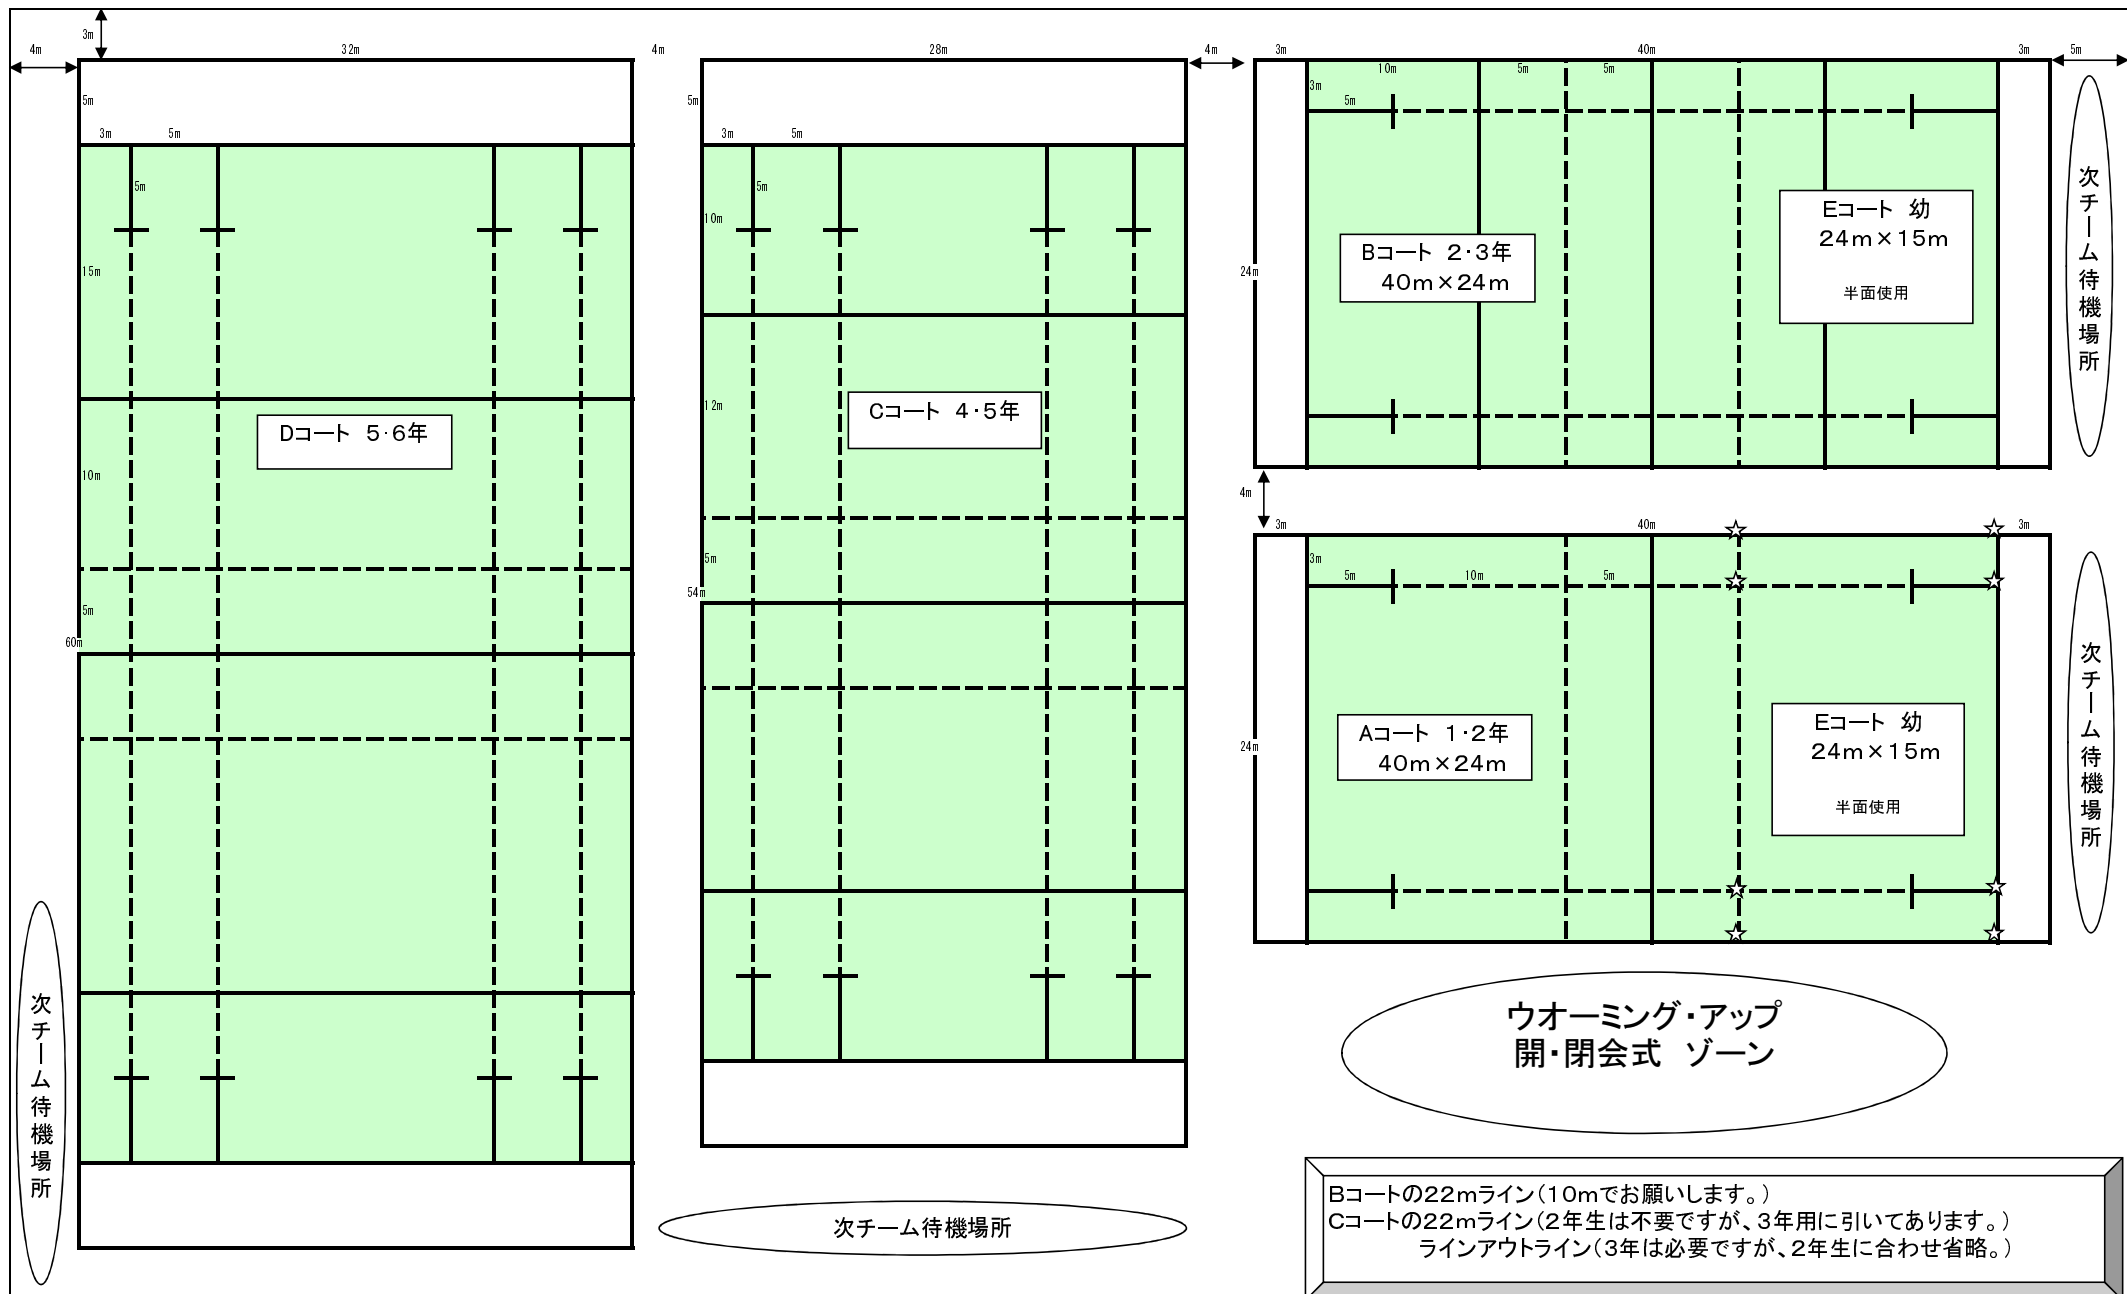 3m
4m
32m
4m
28m
4m
3m
40m
3m
5m
5m
3m
5m
5m
15m
10m
5m
60m
Dコート 5・6年
5m
3m
5m
5m
10m
12m
5m
54m
Cコート 4・5年
10m
5m
5m
3m
5m
24m
Bコート 2・3年
40m×24m
Eコート 幼
24m×15m
半面使用
次チーム待機場所
4m
3m
40m
3m
3m
5m
10m
5m
24m
Aコート 1・2年
40m×24m
Eコート 幼
24m×15m
半面使用
次チーム待機場所
次チーム待機場所
次チーム待機場所
ウオーミング・アップ
開・閉会式 ゾーン
Bコートの22mライン(10mでお願いします。)
Cコートの22mライン(2年生は不要ですが、3年用に引いてあります。)
ラインアウトライン(3年は必要ですが、2年生に合わせ省略。)